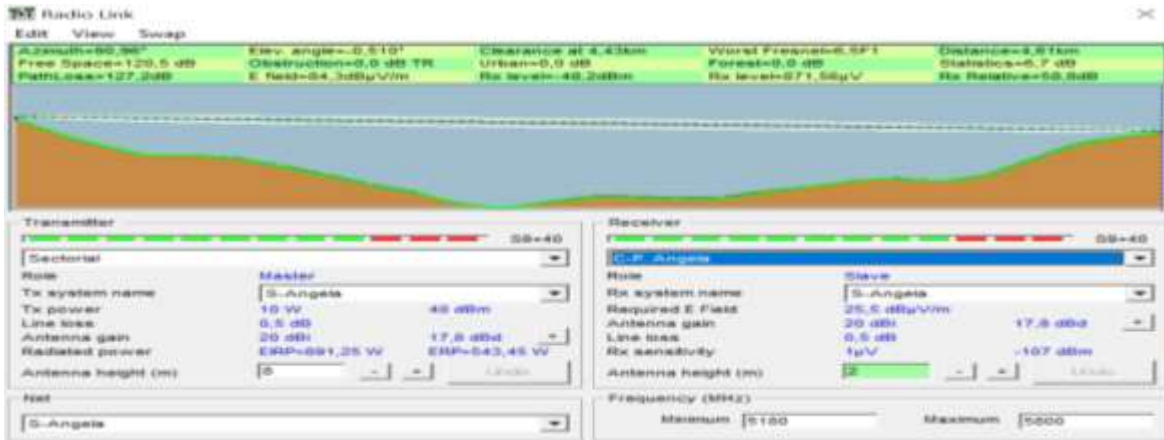 Radio Link
Edit View Swap
Elev. angle=-0,510° Clearance at 4,43km Worst Fresnel=6,5F1 Distance=4,81km
Free Space=120,5 dB Obstruction=0,0 dB TR Urban=0,0 dB Forest=0,0 dB Statistics=6,7 dB
PathLoss=127,2dB E field=84,3dBµV/m Rx level=-48,2dBm Rx level=871,56µV Rx Relative=58,8dB
Transmitter Receiver
S9+40 S9+40
Sectorial C-P. Angela
Role Master Role Slave
Tx system name S-Angela Rx system name S-Angela
Tx power 10 W 40 dBm Required E Field 25,5 dBµV/m
Line loss 0,5 dB Antenna gain 20 dBi 17,8 dBd +
Antenna gain 20 dBi 17,8 dBd + Line loss 0,5 dB
Radiated power EIRP=891,25 W ERP=543,45 W Rx sensitivity 1µV -107 dBm
Antenna height (m) - + Undo Antenna height (m) 2 - + Undo
Net Frequency (MHz)
S-Angela Minimum 5180 Maximum 5800